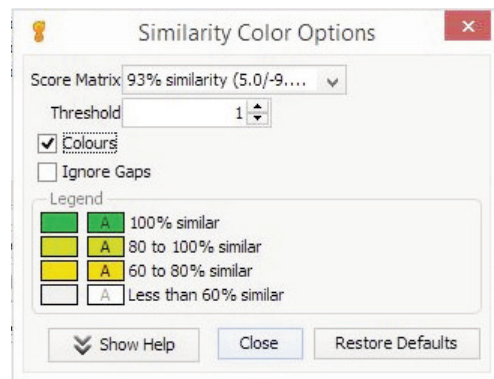 Similarity Color Options
Score Matrix 93% similarity (5.0/-9....
Threshold 1
Colours
Ignore Gaps
Legend
A 100% similar
A 80 to 100% similar
A 60 to 80% similar
A Less than 60% similar
Show Help Close Restore Defaults